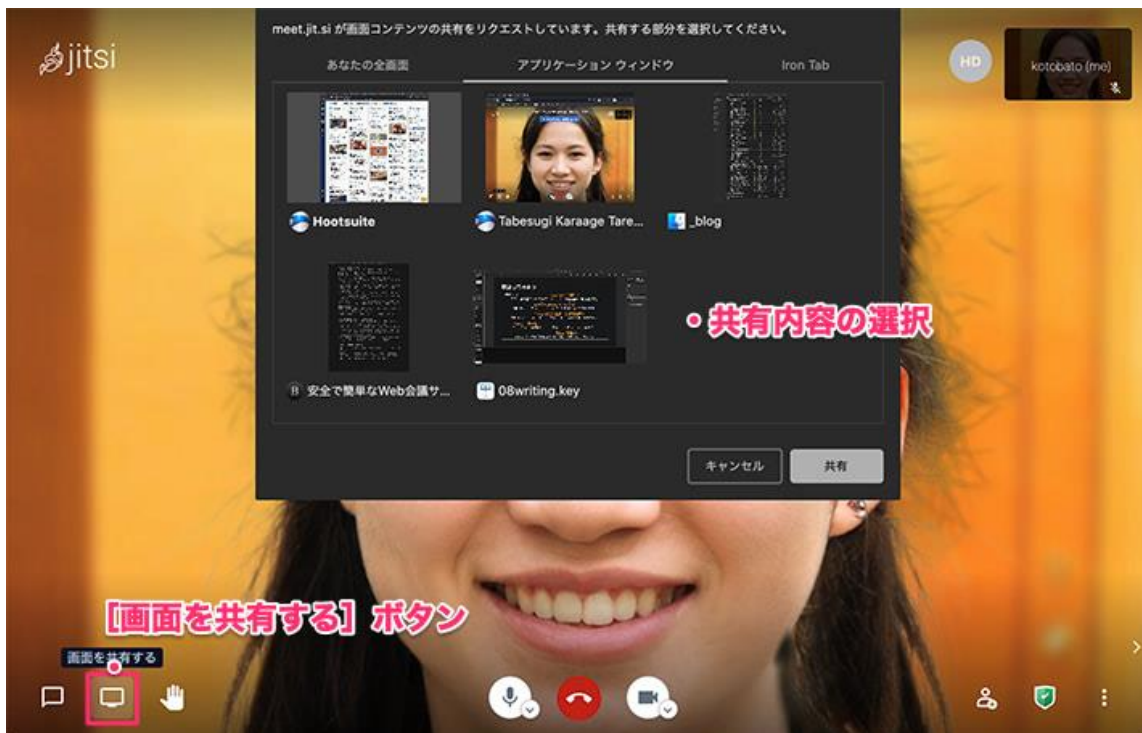 meet.jit.si が画面コンテンツの共有をリクエストしています。共有する部分を選択してください。
jitsi
あなたの全画面
アプリケーション ウィンドウ
Iron Tab
HD
kotobato (me)
Hootsuite
Tabesugi Karaage Tare...
_blog
・共有内容の選択
安全で簡単なWeb会議サ...
08writing.key
キャンセル
共有
［画面を共有する］ボタン
画面を共有する